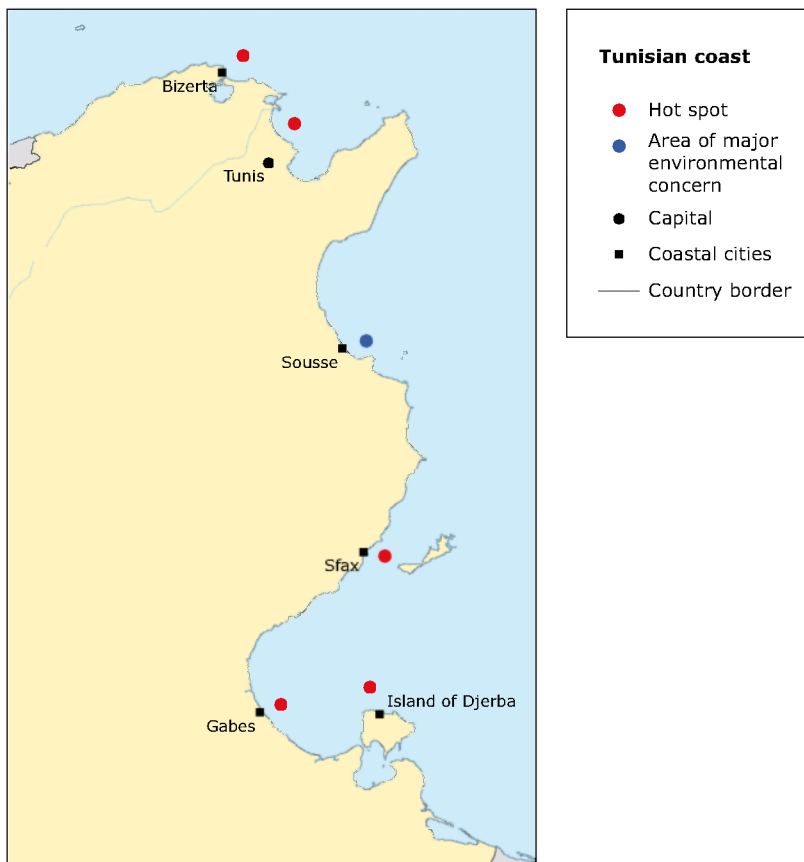 Bizerta
Tunis
Sousse
Sfax
Island of Djerba
Gabes
Tunisian coast
Hot spot
Area of major
environmental
concern
Capital
Coastal cities
Country border